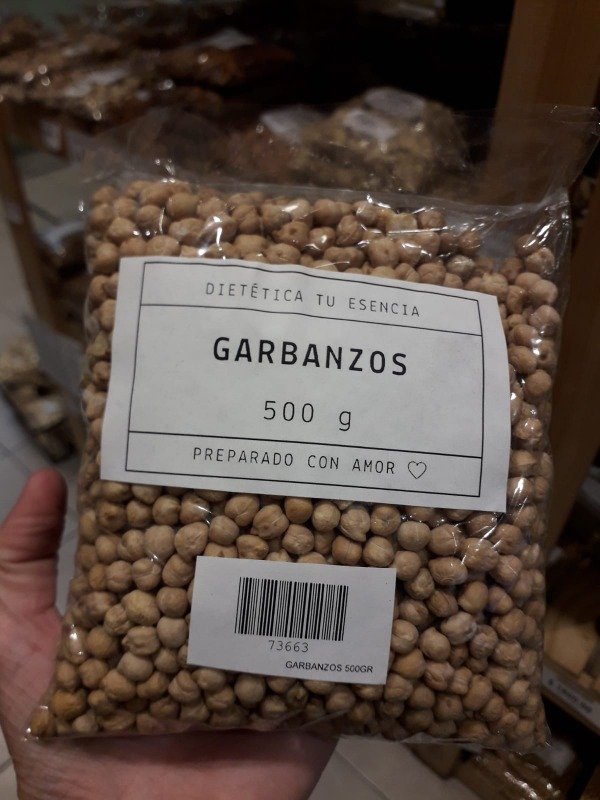 DIETÉTICA TU ESENCIA
GARBANZOS
500 g
PREPARADO CON AMOR ♡
73663
GARBANZOS 500GR